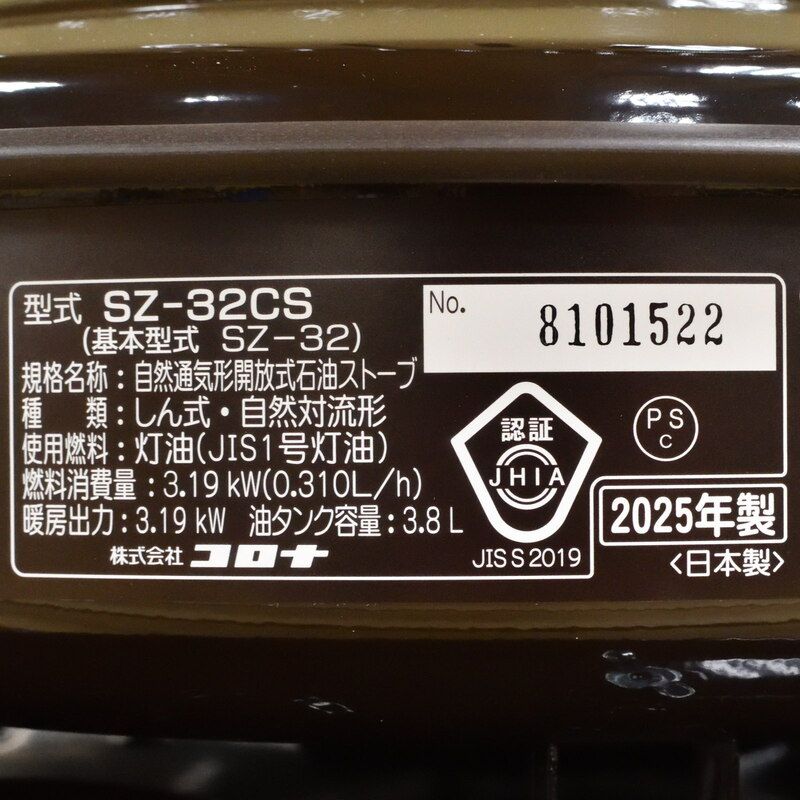 型式 SZ-32CS
(基本型式 SZ-32)
No. 8101522
規格名称：自然通気形開放式石油ストーブ
種 類：しん式・自然対流形
使用燃料：灯油(JIS1号灯油)
燃料消費量：3.19 kW(0.310L/h)
暖房出力：3.19 kW 油タンク容量：3.8 L
株式会社 コロナ
認証
JHIA
JIS S 2019
PS
C
2025年製
<日本製>